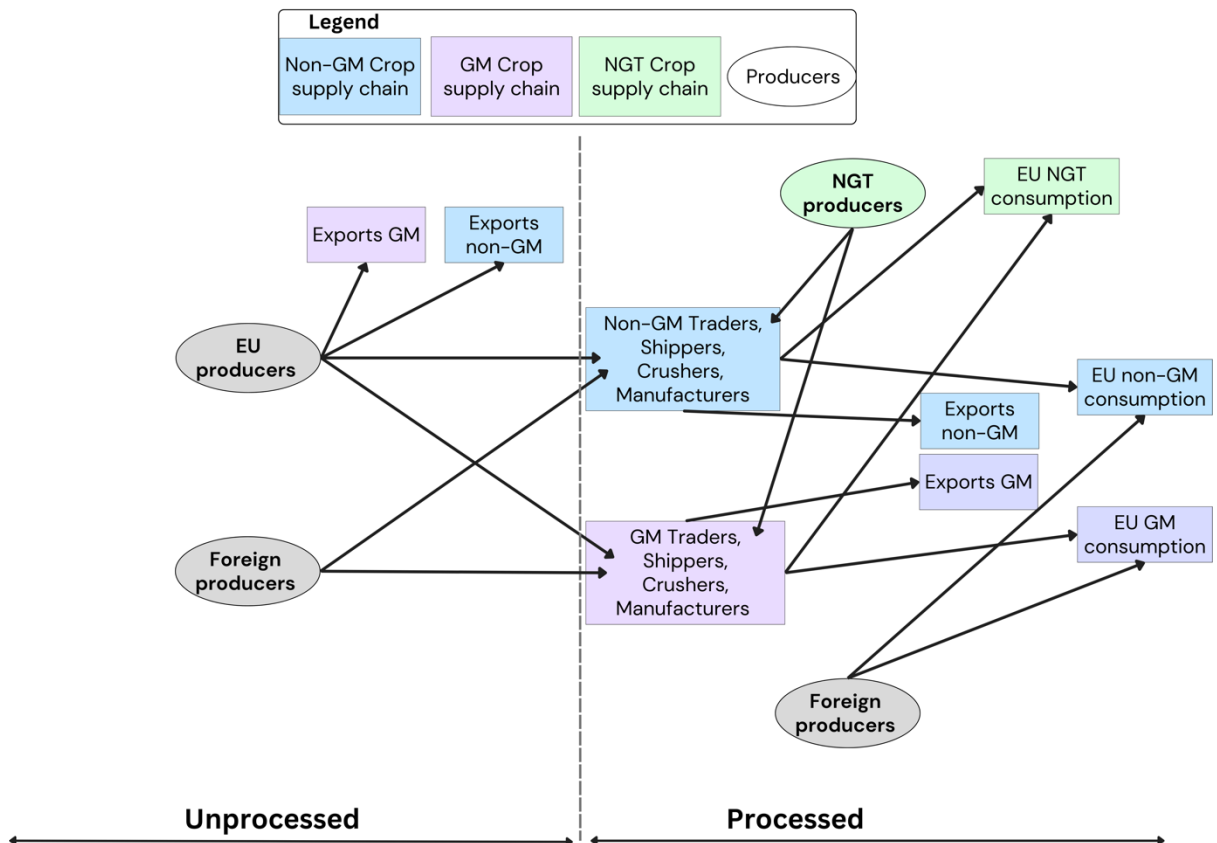 Legend
Non-GM Crop
supply chain
GM Crop
supply chain
NGT Crop
supply chain
Producers
NGT
producers
EU NGT
consumption
Exports GM
Exports
non-GM
EU
producers
Non-GM Traders,
Shippers,
Crushers,
Manufacturers
EU non-GM
consumption
Exports
non-GM
Exports GM
Foreign
producers
GM Traders,
Shippers,
Crushers,
Manufacturers
EU GM
consumption
Foreign
producers
Unprocessed
Processed